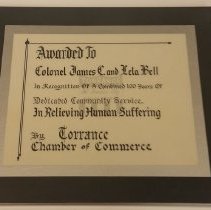 Awarded To
Colonel James C. and Lela Bell
In Recognition Of A Combined 100 Years Of
Dedicated Community Service
In Relieving Human Suffering
By Torrance
Chamber of Commerce